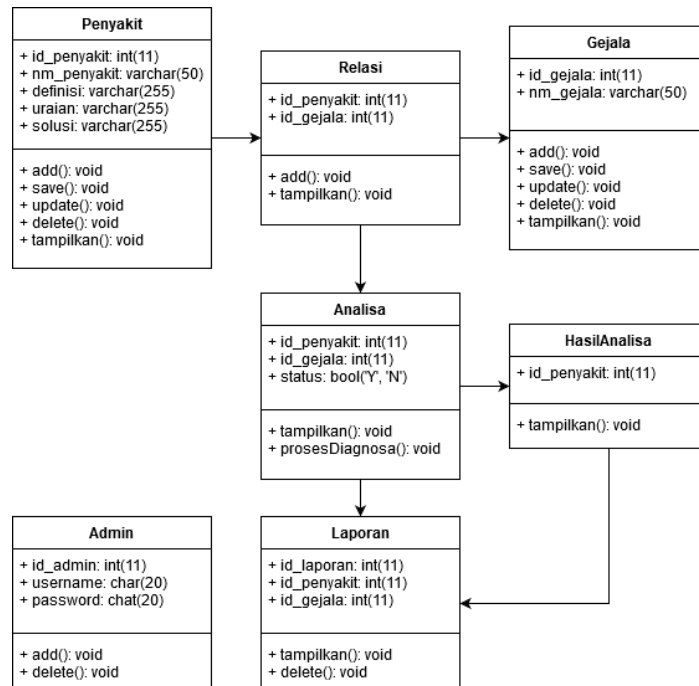 Penyakit
+ id_penyakit: int(11)
+ nm_penyakit: varchar(50)
+ definisi: varchar(255)
+ uraian: varchar(255)
+ solusi: varchar(255)
+ add(): void
+ save(): void
+ update(): void
+ delete(): void
+ tampilkan(): void
Relasi
+ id_penyakit: int(11)
+ id_gejala: int(11)
+ add(): void
+ tampilkan(): void
Gejala
+ id_gejala: int(11)
+ nm_gejala: varchar(50)
+ add(): void
+ save(): void
+ update(): void
+ delete(): void
+ tampilkan(): void
Analisa
+ id_penyakit: int(11)
+ id_gejala: int(11)
+ status: bool('Y', 'N')
+ tampilkan(): void
+ prosesDiagnosa(): void
HasilAnalisa
+ id_penyakit: int(11)
+ tampilkan(): void
Admin
+ id_admin: int(11)
+ username: char(20)
+ password: chat(20)
+ add(): void
+ delete(): void
Laporan
+ id_laporan: int(11)
+ id_penyakit: int(11)
+ id_gejala: int(11)
+ tampilkan(): void
+ delete(): void